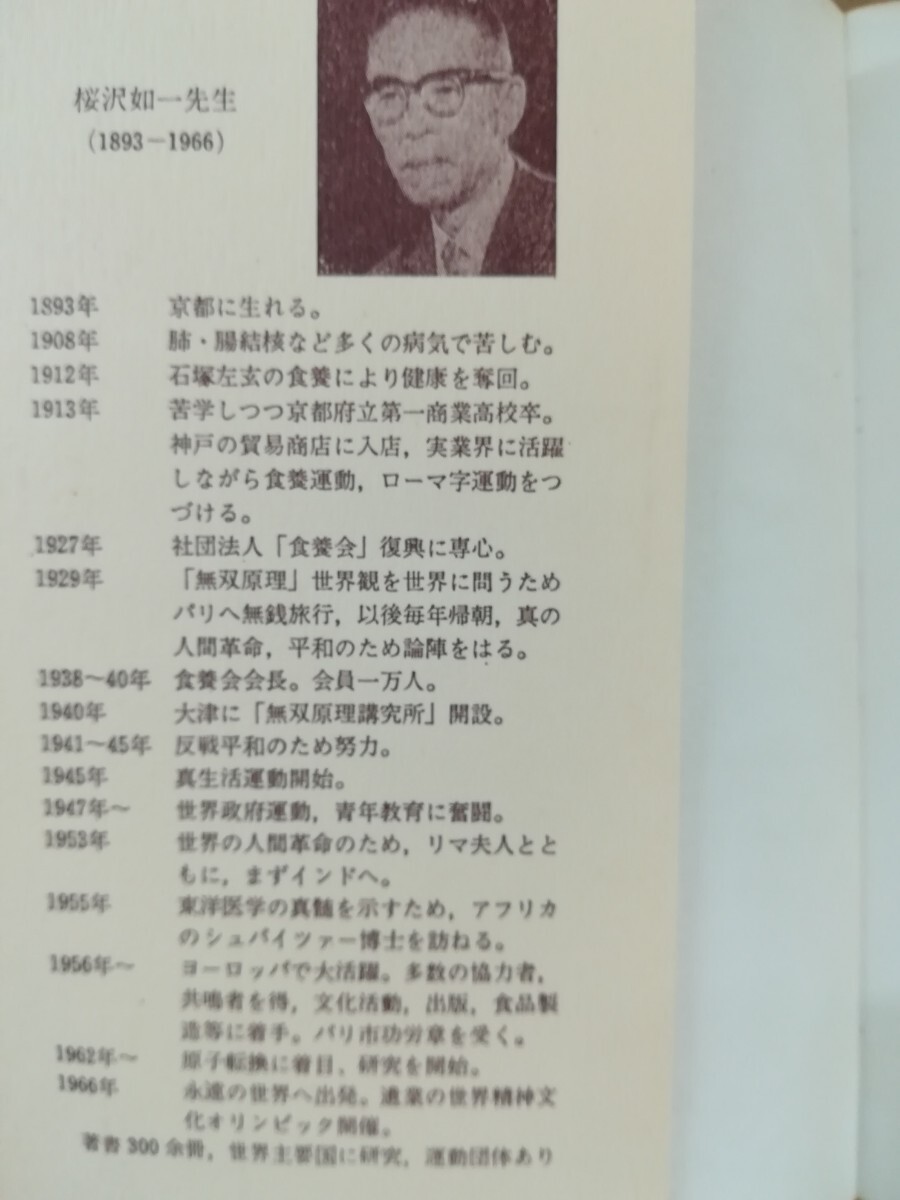 桜沢如一先生
(1893－1966)
1893年 京都に生れる。
1908年 肺・腸結核など多くの病気で苦しむ。
1912年 石塚左玄の食養により健康を奪回。
1913年 苦学しつつ京都府立第一商業高校卒。
神戸の貿易商店に入店，実業界に活躍
しながら食養運動，ローマ字運動をつ
づける。
1927年 社団法人「食養会」復興に専心。
1929年 「無双原理」世界観を世界に問うため
パリへ無銭旅行，以後毎年帰朝，真の
人間革命，平和のため論陣をはる。
1938～40年 食養会会長。会員一万人。
1940年 大津に「無双原理講究所」開設。
1941～45年 反戦平和のため努力。
1945年 真生活運動開始。
1947年～ 世界政府運動，青年教育に奮闘。
1953年 世界の人間革命のため，リマ夫人とと
もに，まずインドへ。
1955年 東洋医学の真髄を示すため，アフリカ
のシュバイツァー博士を訪ねる。
1956年～ ヨーロッパで大活躍。多数の協力者，
共鳴者を得，文化活動，出版，食品製
造等に着手。パリ市功労章を受く。
1962年～ 原子転換に着目，研究を開始。
1966年 永遠の世界へ出発。遺業の世界精神文
化オリンピック開催。
著書300余冊，世界主要国に研究，運動団体あり